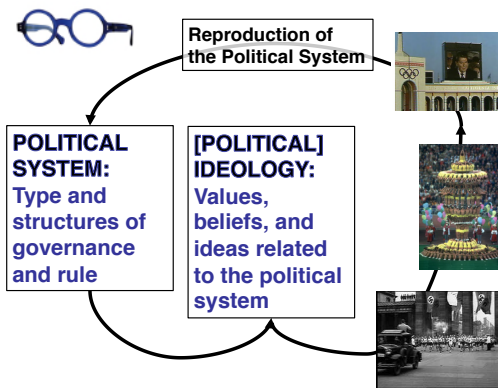 Reproduction of
the Political System
POLITICAL
SYSTEM:
Type and
structures of
governance
and rule
[POLITICAL]
IDEOLOGY:
Values,
beliefs, and
ideas related
to the political
system